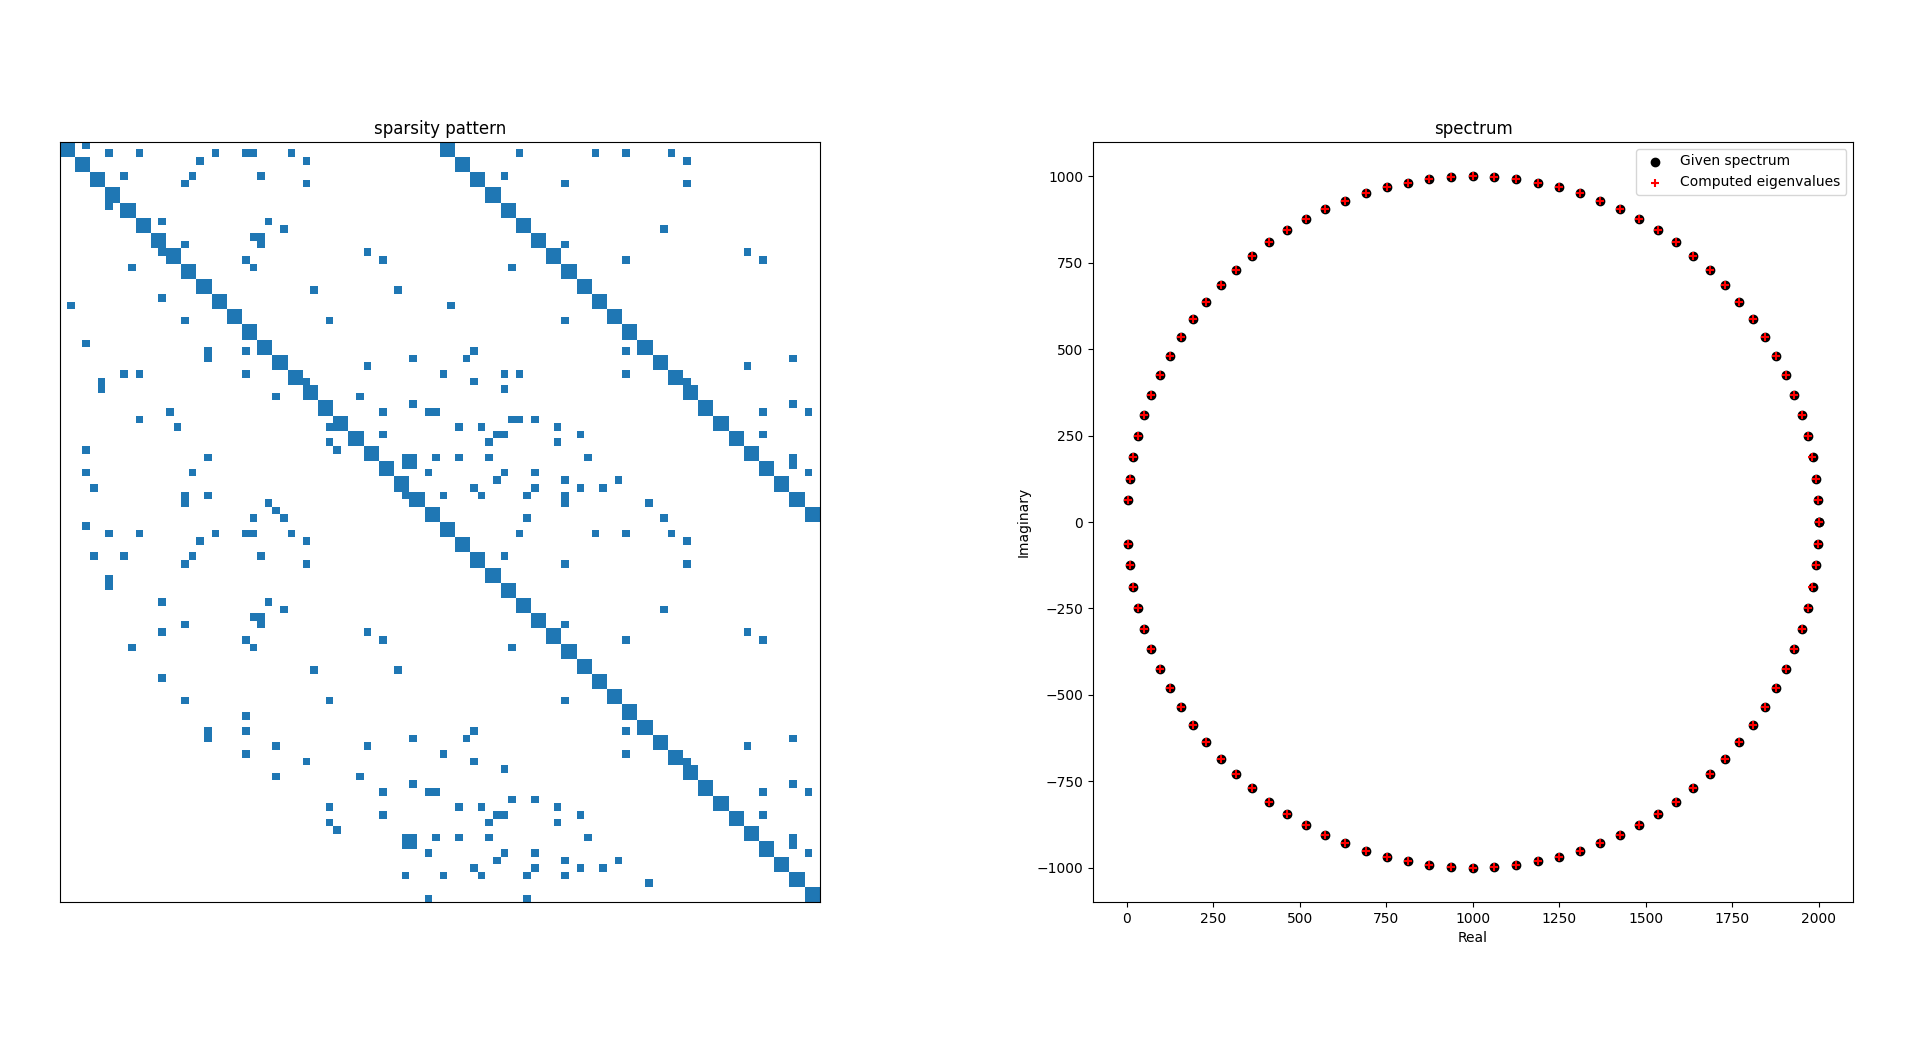 sparsity pattern
spectrum
Given spectrum
Computed eigenvalues
1000
750
500
250
0
−250
−500
−750
−1000
Imaginary
0 250 500 750 1000 1250 1500 1750 2000
Real